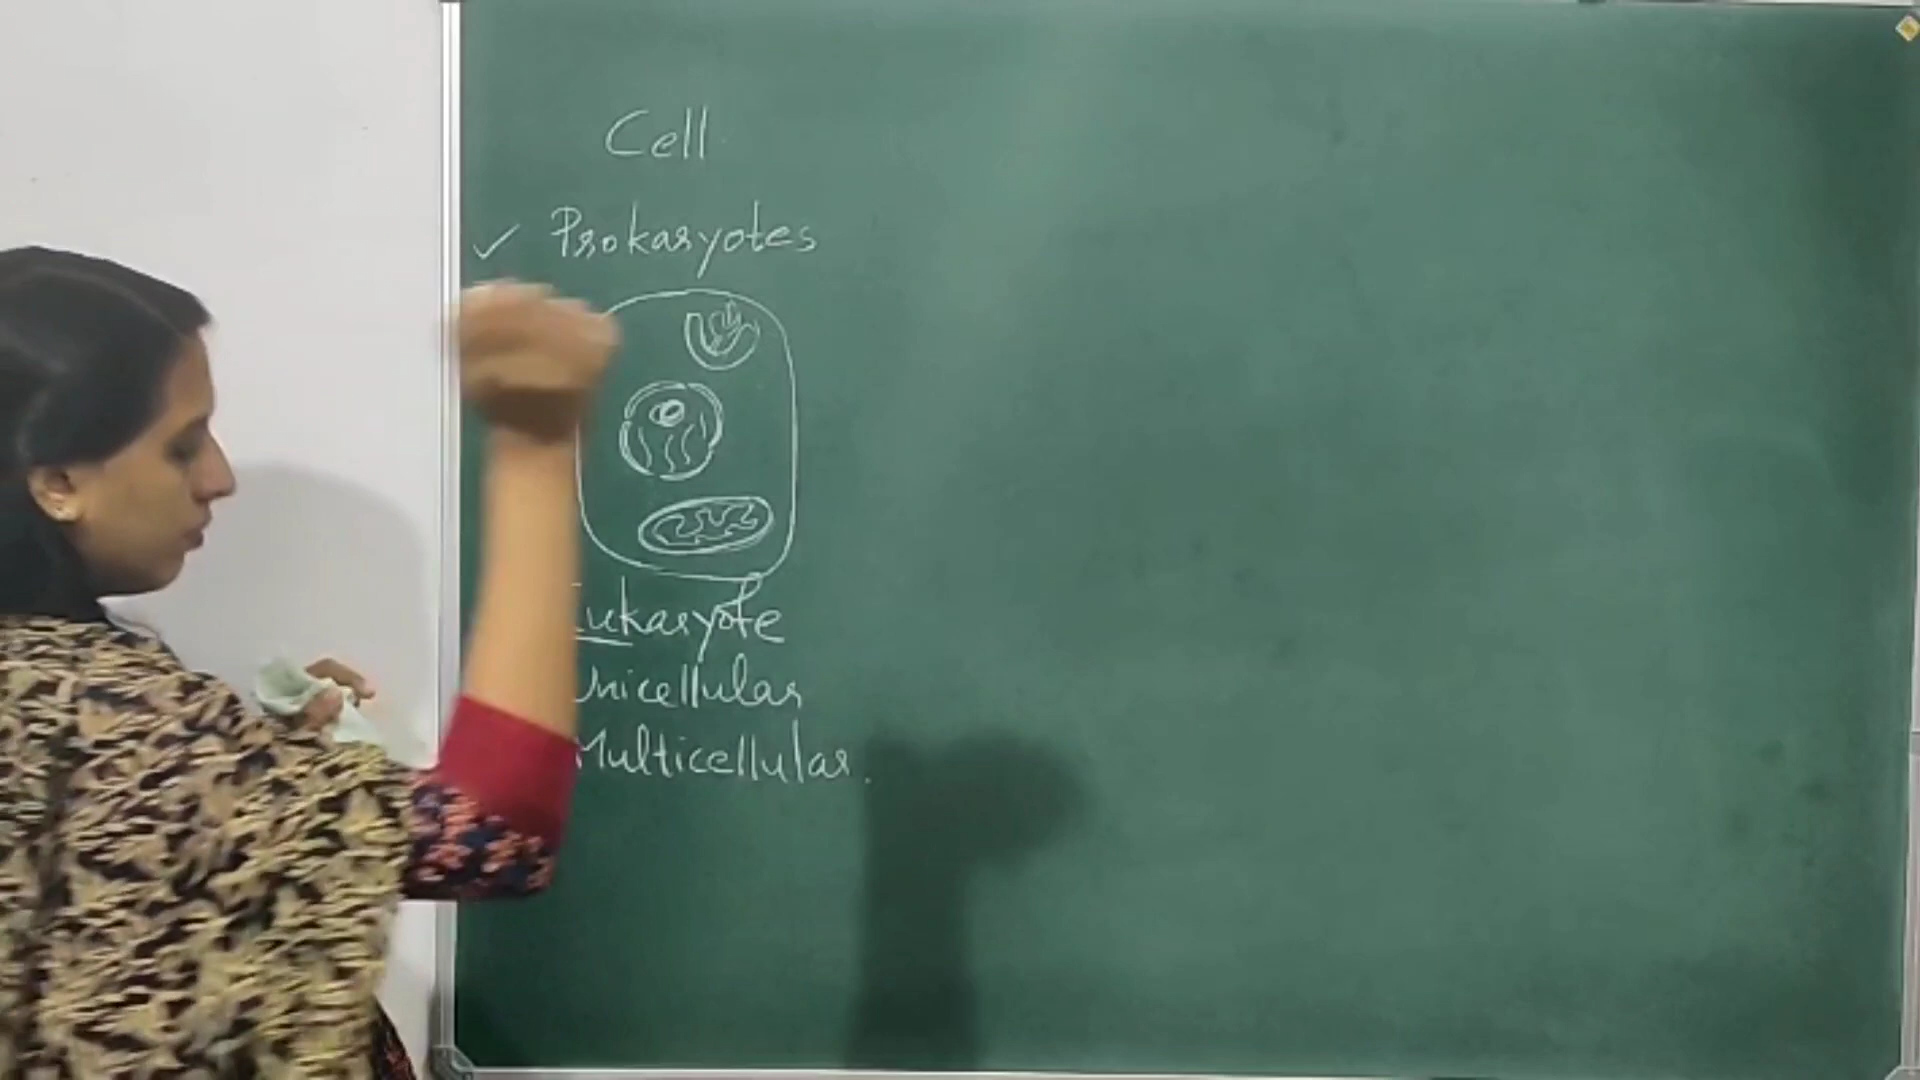 Cell
✓ Prokaryotes
Eukaryote
Unicellular
Multicellular.